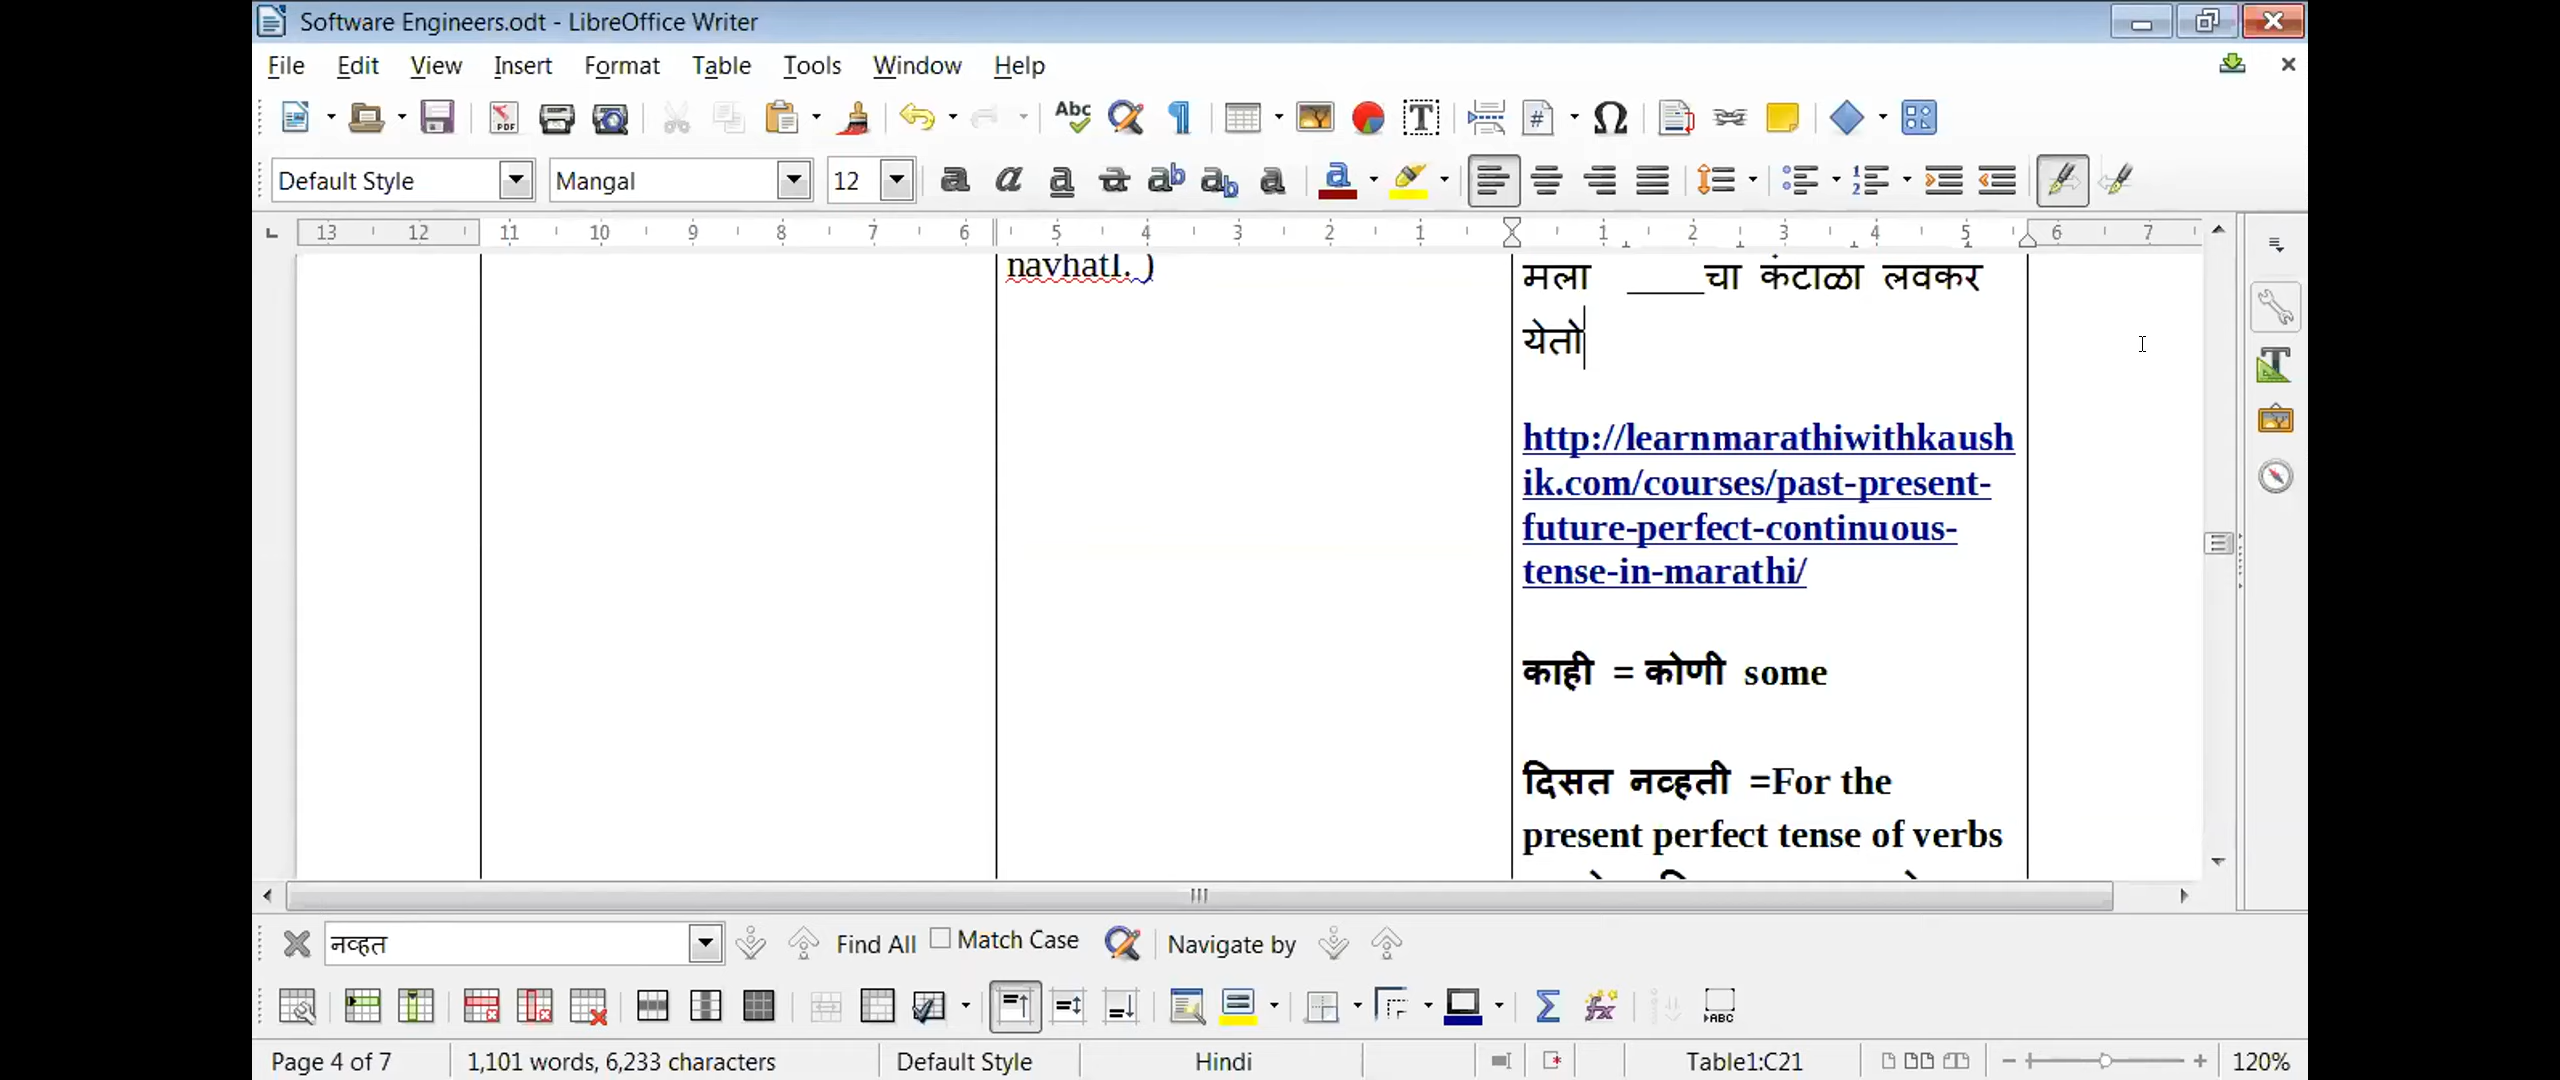 Software Engineers.odt - LibreOffice Writer
File Edit View Insert Format Table Tools Window Help
Default Style Mangal 12
13 12 11 10 9 8 7 6 5 4 3 2 1 1 2 3 4 5 6 7
navhatI. )
मला _____चा कंटाळा लवकर
येतो
http://learnmarathiwithkaush
ik.com/courses/past-present-
future-perfect-continuous-
tense-in-marathi/
काही = कोणी some
दिसत नव्हती =For the
present perfect tense of verbs
नव्हत Find All Match Case Navigate by
Page 4 of 7 1,101 words, 6,233 characters Default Style Hindi Table1:C21 120%